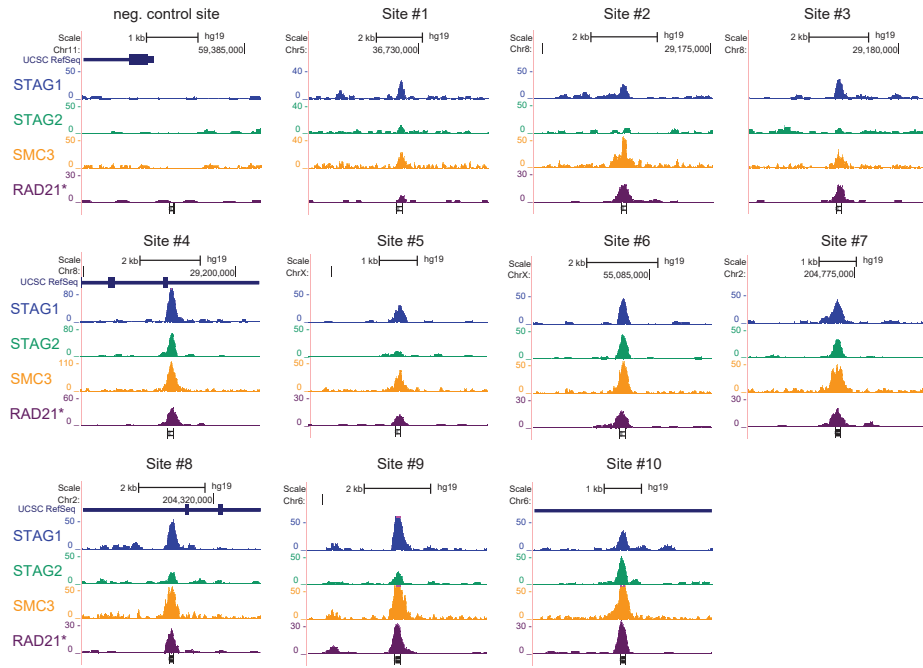 neg. control site Site #1 Site #2 Site #3
Scale 1 kb hg19 Scale 2 kb hg19 Scale 2 kb hg19 Scale 2 kb hg19
Chr11: 59,385,000 Chr5: 36,730,000 Chr8: 29,175,000 Chr8: 29,180,000
UCSC RefSeq
50 40 50 50
STAG1
0 0 0 0
50 40 50 50
STAG2
0 0 0 0
50 40 50 50
SMC3
0 0 0 0
30 30 30 30
RAD21*
0 0 0 0
Site #4 Site #5 Site #6 Site #7
Scale 2 kb hg19 Scale 1 kb hg19 Scale 2 kb hg19 Scale 1 kb hg19
Chr8: 29,200,000 ChrX: ChrX: 55,085,000 Chr2: 204,775,000
UCSC RefSeq
80 50 50 50
STAG1
0 0 0 0
80 50 50 50
STAG2
0 0 0 0
110 50 50 50
SMC3
0 0 0 0
60 30 30 30
RAD21*
0 0 0 0
Site #8 Site #9 Site #10
Scale 2 kb hg19 Scale 2 kb hg19 Scale 1 kb hg19
Chr2: 204,320,000 Chr6: Chr6:
UCSC RefSeq
50 50 50
STAG1
0 0 0
50 50 50
STAG2
0 0 0
50 50 50
SMC3
0 0 0
30 30 30
RAD21*
0 0 0